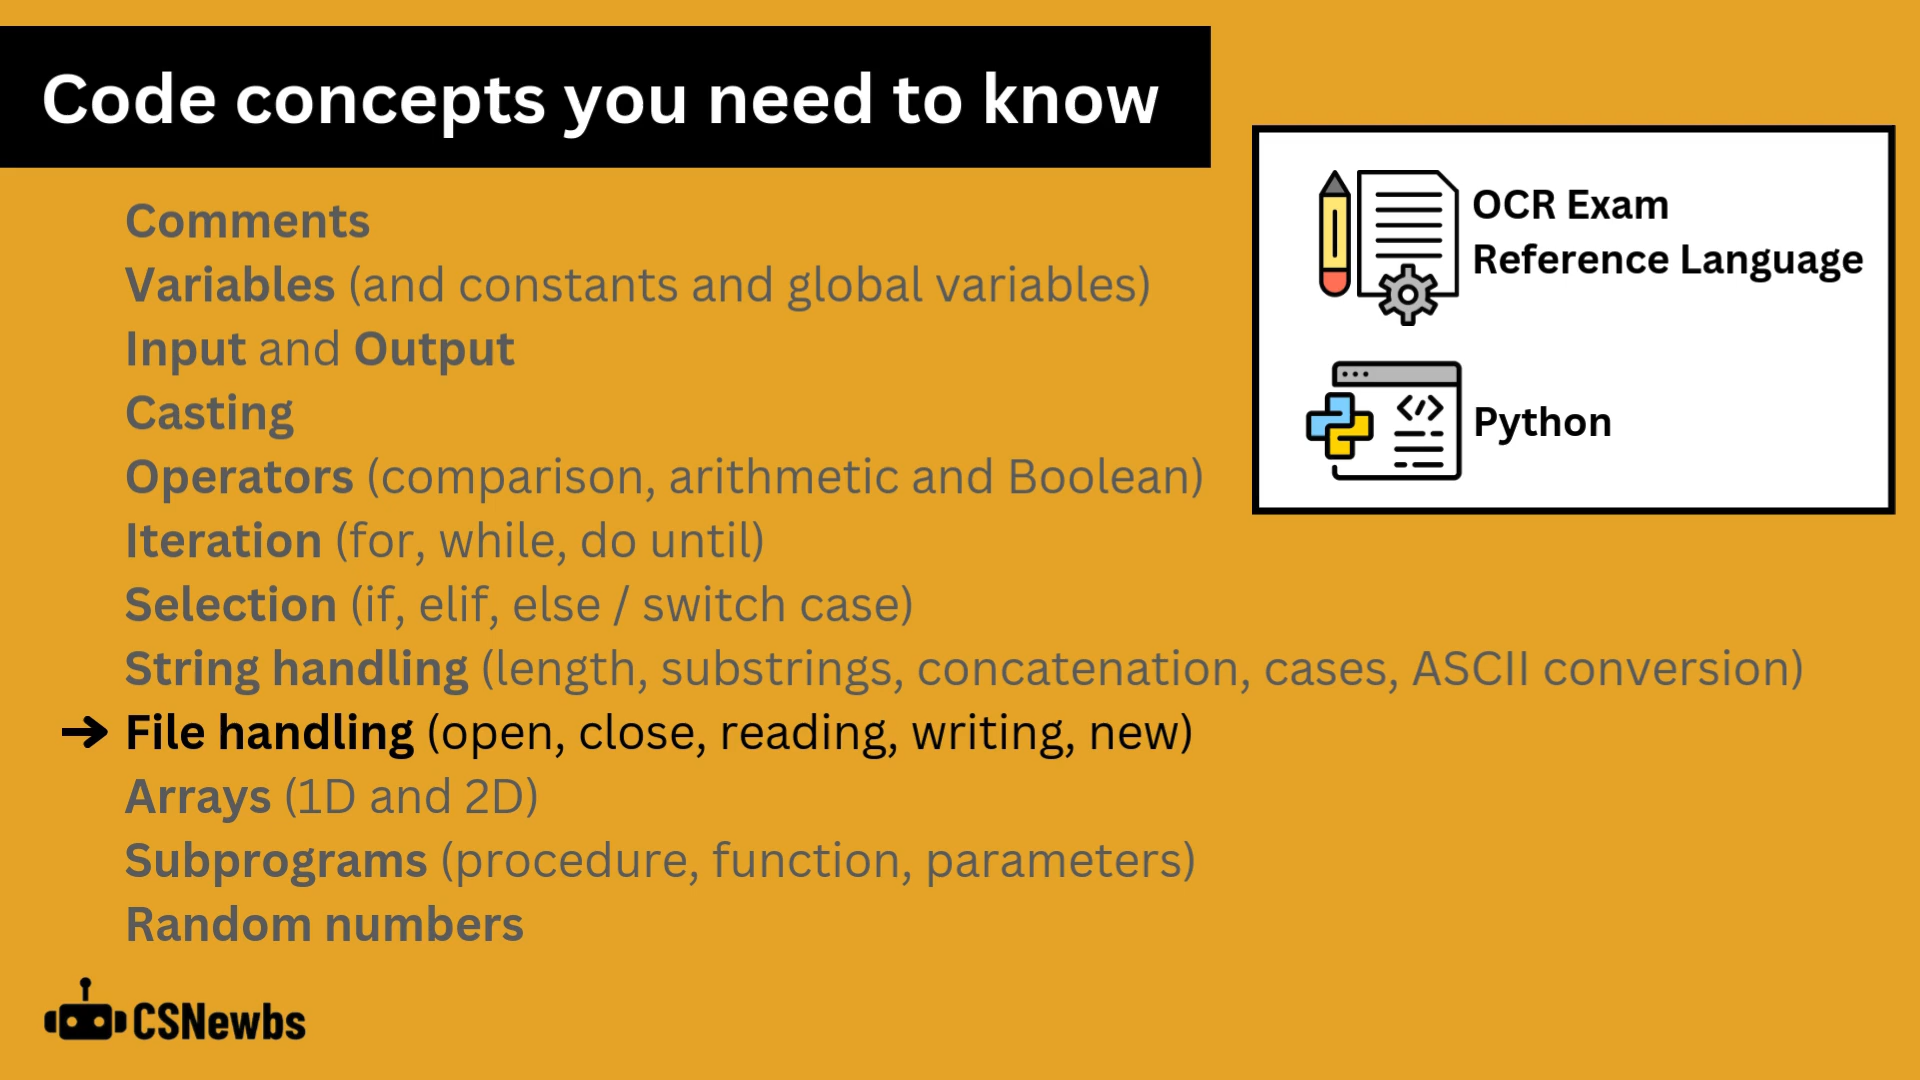 Code concepts you need to know
OCR Exam
Reference Language
Python
Comments
Variables (and constants and global variables)
Input and Output
Casting
Operators (comparison, arithmetic and Boolean)
Iteration (for, while, do until)
Selection (if, elif, else / switch case)
String handling (length, substrings, concatenation, cases, ASCII conversion)
➔ File handling (open, close, reading, writing, new)
Arrays (1D and 2D)
Subprograms (procedure, function, parameters)
Random numbers
CSNewbs